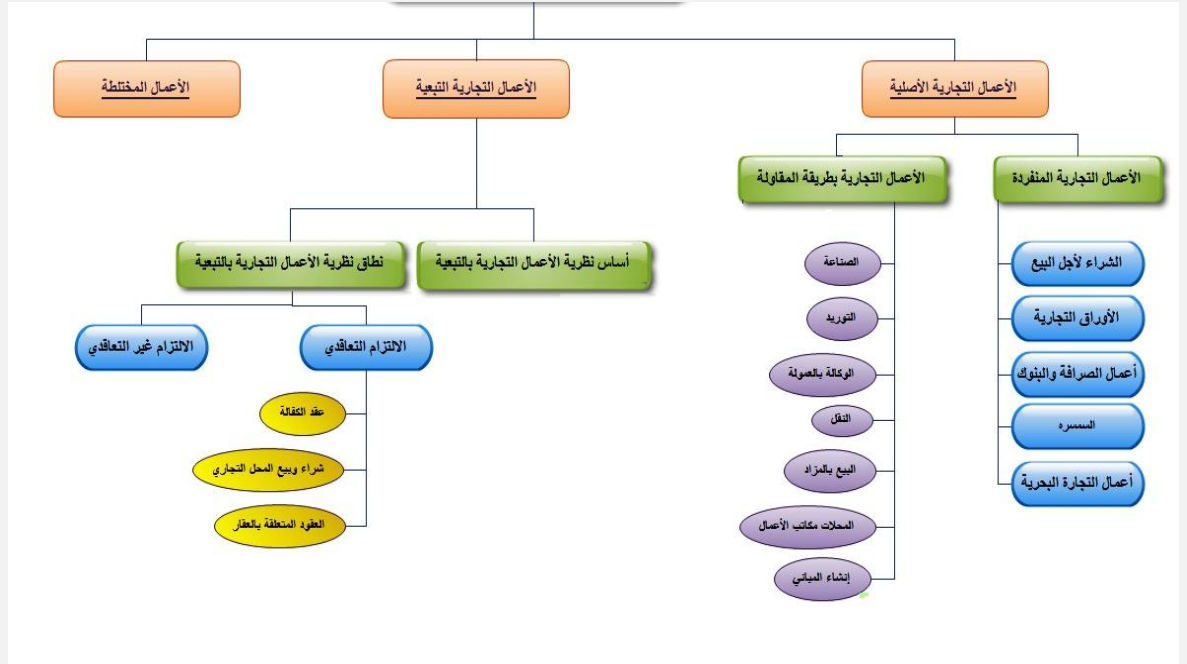 الأعمال التجارية الأصلية
الأعمال التجارية التبعية
الأعمال المختلطة
الأعمال التجارية المنفردة
الأعمال التجارية بطريقة المقاولة
الشراء لأجل البيع
الأوراق التجارية
أعمال الصرافة والبنوك
السمسره
أعمال التجارة البحرية
الصناعة
التوريد
الوكالة بالعمولة
النقل
البيع بالمزاد
المحلات مكاتب الأعمال
إنشاء المباني
أساس نظرية الأعمال التجارية بالتبعية
نطاق نظرية الأعمال التجارية بالتبعية
الالتزام التعاقدي
الالتزام غير التعاقدي
عقد الكفالة
شراء وبيع المحل التجاري
العقود المتعلقة بالعقار